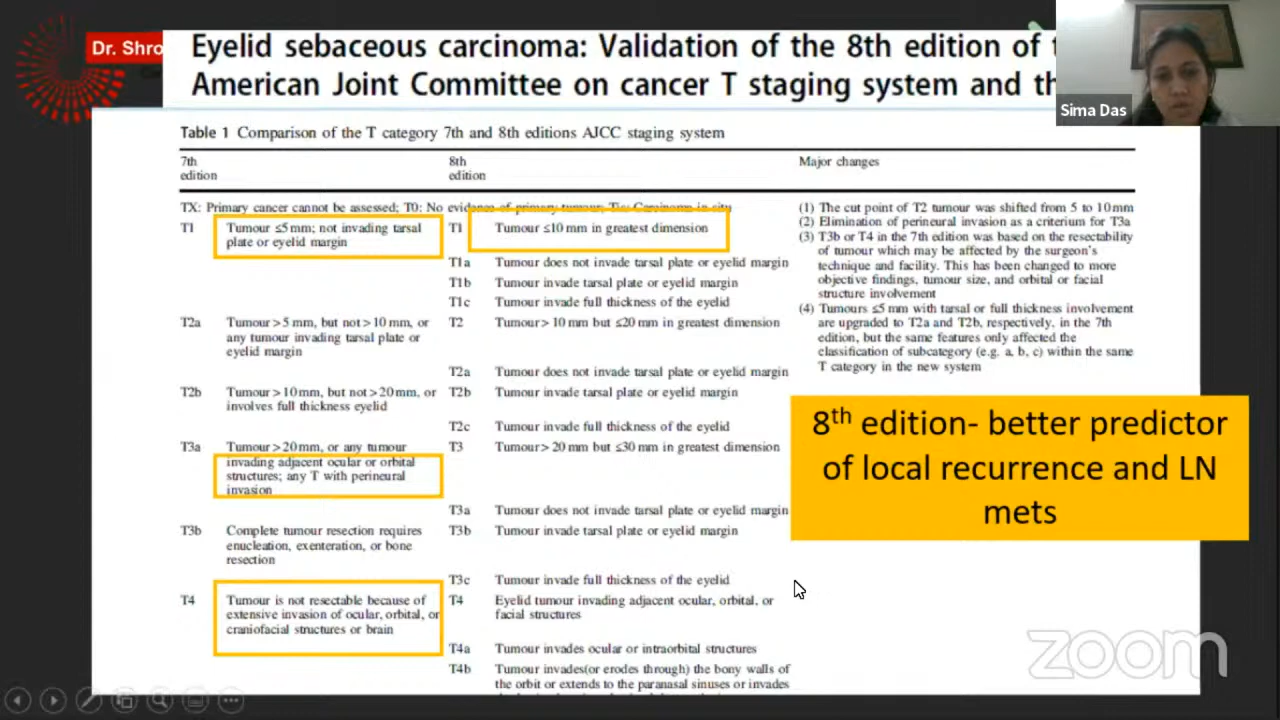 Dr. Shro
Eyelid sebaceous carcinoma: Validation of the 8th edition of
American Joint Committee on cancer T staging system and th
Sima Das
Table 1 Comparison of the T category 7th and 8th editions AJCC staging system
7th
edition
8th
edition
Major changes
TX: Primary cancer cannot be assessed; T0: No evidence of primary tumour; Tis: Carcinoma in situ
T1 Tumour ≤5 mm; not invading tarsal
plate or eyelid margin
T1 Tumour ≤10 mm in greatest dimension
T1a Tumour does not invade tarsal plate or eyelid margin
T1b Tumour invade tarsal plate or eyelid margin
T1c Tumour invade full thickness of the eyelid
T2a Tumour > 5 mm, but not > 10 mm, or
any tumour invading tarsal plate or
eyelid margin
T2 Tumour > 10 mm but ≤20 mm in greatest dimension
T2a Tumour does not invade tarsal plate or eyelid margin
T2b Tumour > 10 mm, but not > 20 mm, or
involves full thickness eyelid
T2b Tumour invade tarsal plate or eyelid margin
T2c Tumour invade full thickness of the eyelid
T3a Tumour > 20 mm, or any tumour
invading adjacent ocular or orbital
structures; any T with perineural
invasion
T3 Tumour > 20 mm but ≤30 mm in greatest dimension
T3a Tumour does not invade tarsal plate or eyelid margin
T3b Complete tumour resection requires
enucleation, exenteration, or bone
resection
T3b Tumour invade tarsal plate or eyelid margin
T3c Tumour invade full thickness of the eyelid
T4 Tumour is not resectable because of
extensive invasion of ocular, orbital, or
craniofacial structures or brain
T4 Eyelid tumour invading adjacent ocular, orbital, or
facial structures
T4a Tumour invades ocular or intraorbital structures
T4b Tumour invades(or erodes through) the bony walls of
the orbit or extends to the paranasal sinuses or invades
(1) The cut point of T2 tumour was shifted from 5 to 10 mm
(2) Elimination of perineural invasion as a criterium for T3a
(3) T3b or T4 in the 7th edition was based on the resectability
of tumour which may be affected by the surgeon's
technique and facility. This has been changed to more
objective findings, tumour size, and orbital or facial
structure involvement
(4) Tumours ≤5 mm with tarsal or full thickness involvement
are upgraded to T2a and T2b, respectively, in the 7th
edition, but the same features only affected the
classification of subcategory (e.g. a, b, c) within the same
T category in the new system
8th edition- better predictor
of local recurrence and LN
mets
zoom